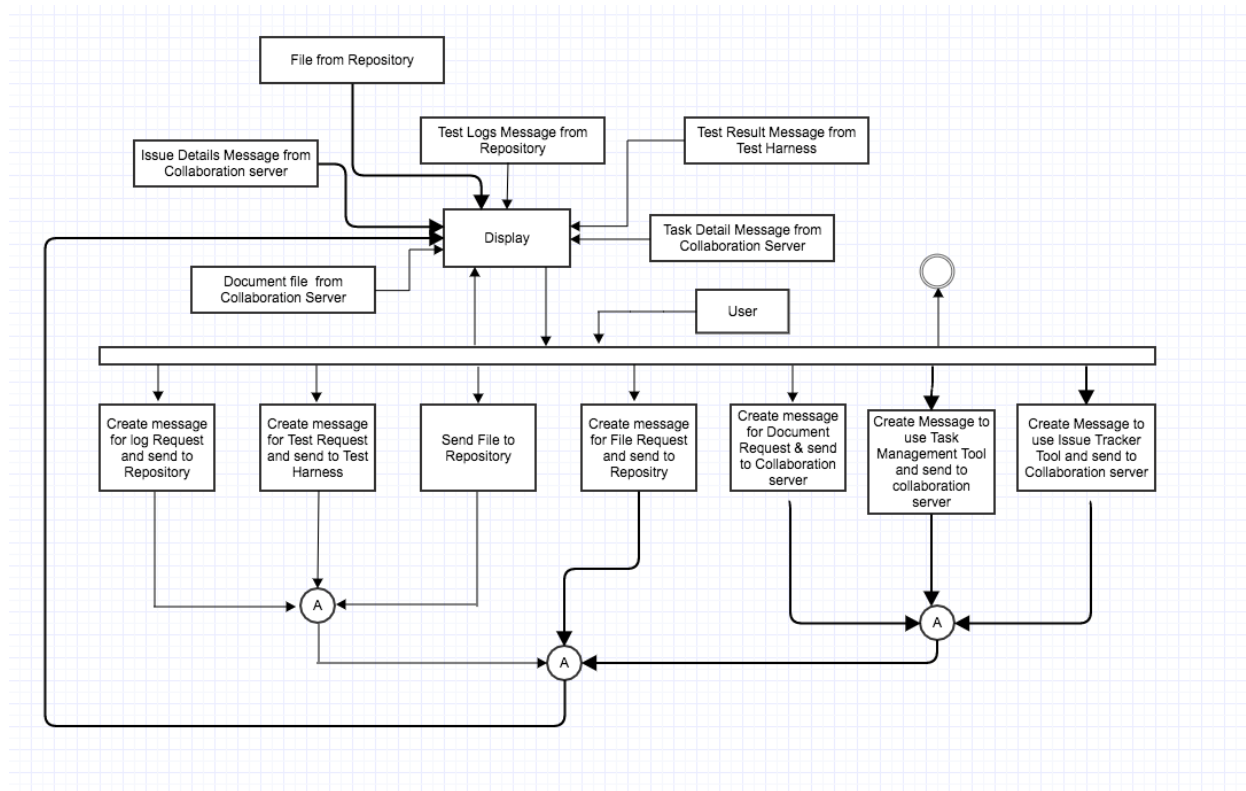 File from Repository
Test Logs Message from
Repository
Test Result Message from
Test Harness
Issue Details Message from
Collaboration server
Display
Task Detail Message from
Collaboration Server
Document file from
Collaboration Server
User
Create message
for log Request
and send to
Repository
Create message
for Test Request
and send to Test
Harness
Send File to
Repository
Create message
for File Request
and send to
Repositry
Create message
for Document
Request & send
to Collaboration
server
Create Message to
use Task
Management Tool
and send to
collaboration
server
Create Message to
use Issue Tracker
Tool and send to
Collaboration server
A
A
A